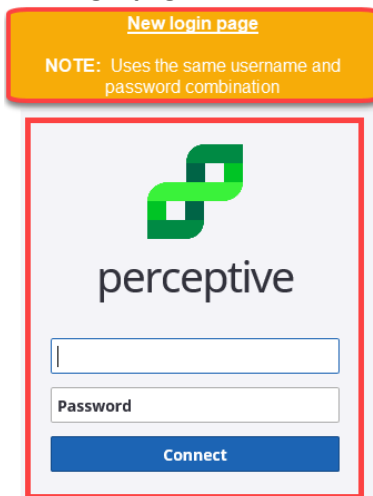 New login page
NOTE: Uses the same username and
password combination
perceptive
Password
Connect